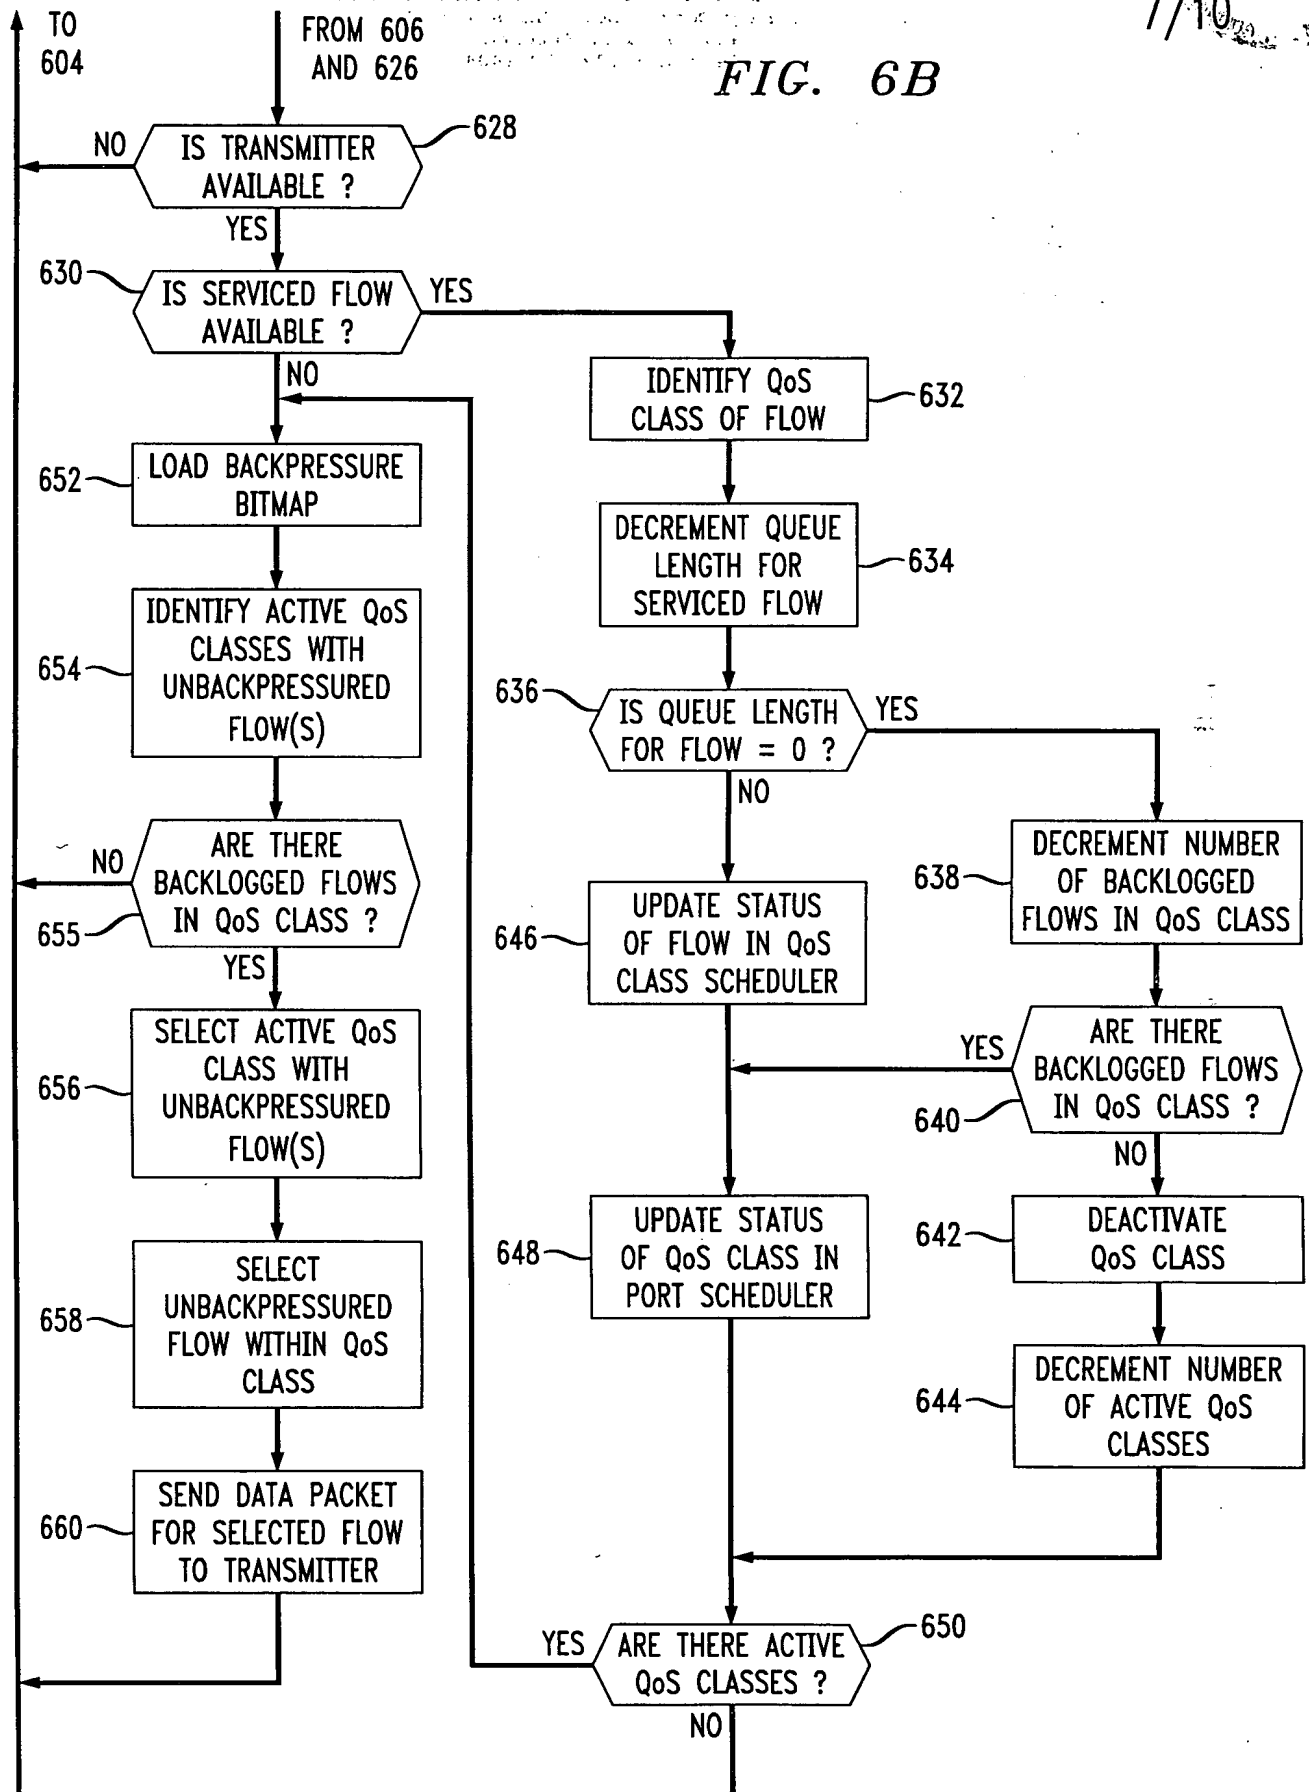 TO
604
FROM 606
AND 626
7/10
FIG. 6B
628
NO
IS TRANSMITTER
AVAILABLE ?
YES
630
IS SERVICED FLOW
AVAILABLE ?
YES
NO
632
IDENTIFY QoS
CLASS OF FLOW
652
LOAD BACKPRESSURE
BITMAP
634
DECREMENT QUEUE
LENGTH FOR
SERVICED FLOW
654
IDENTIFY ACTIVE QoS
CLASSES WITH
UNBACKPRESSURED
FLOW(S)
636
IS QUEUE LENGTH
FOR FLOW = 0 ?
YES
NO
655
NO
ARE THERE
BACKLOGGED FLOWS
IN QoS CLASS ?
YES
638
DECREMENT NUMBER
OF BACKLOGGED
FLOWS IN QoS CLASS
646
UPDATE STATUS
OF FLOW IN QoS
CLASS SCHEDULER
656
SELECT ACTIVE QoS
CLASS WITH
UNBACKPRESSURED
FLOW(S)
YES
640
ARE THERE
BACKLOGGED FLOWS
IN QoS CLASS ?
NO
648
UPDATE STATUS
OF QoS CLASS IN
PORT SCHEDULER
642
DEACTIVATE
QoS CLASS
658
SELECT
UNBACKPRESSURED
FLOW WITHIN QoS
CLASS
644
DECREMENT NUMBER
OF ACTIVE QoS
CLASSES
660
SEND DATA PACKET
FOR SELECTED FLOW
TO TRANSMITTER
650
YES
ARE THERE ACTIVE
QoS CLASSES ?
NO